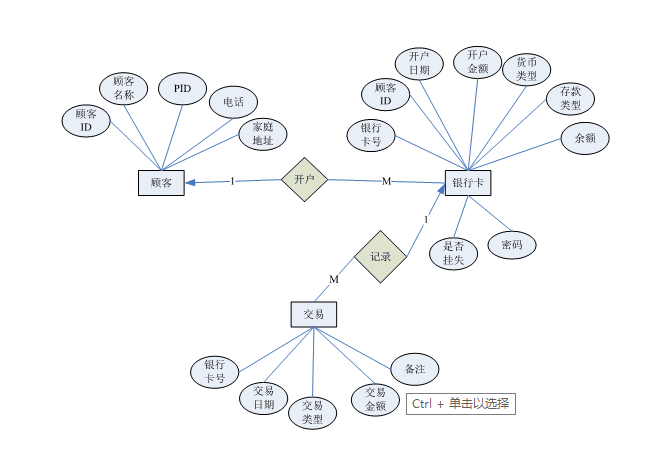 顾客
ID
顾客
名称
PID
电话
家庭
地址
顾客
银行
卡号
顾客
ID
开户
日期
开户
金额
货币
类型
存款
类型
余额
1
开户
M
银行卡
是否
挂失
密码
1
记录
M
交易
银行
卡号
交易
日期
交易
类型
交易
金额
备注
Ctrl + 单击以选择